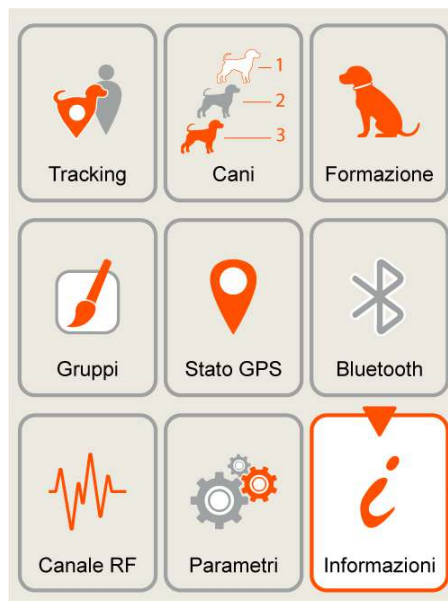 1
2
3
Tracking
Cani
Formazione
Gruppi
Stato GPS
Bluetooth
Canale RF
Parametri
Informazioni